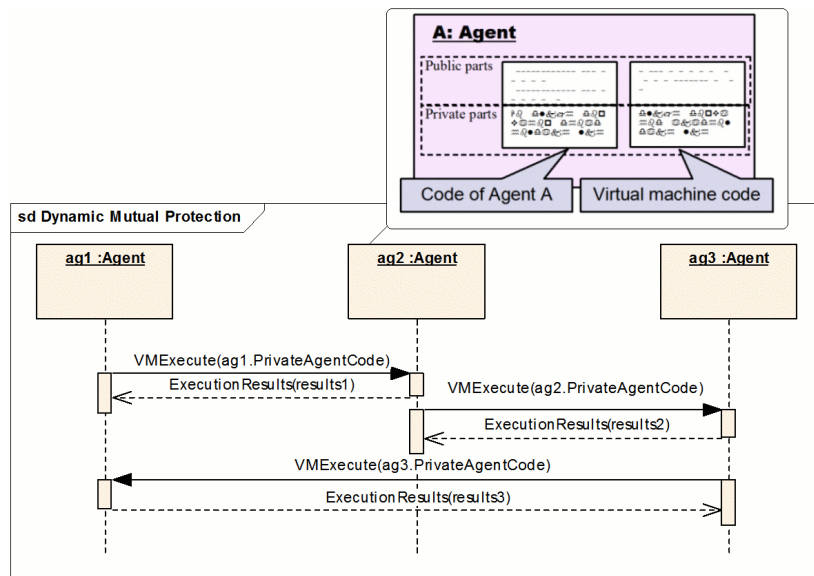 A: Agent
Public parts
Private parts
Code of Agent A
Virtual machine code
sd Dynamic Mutual Protection
ag1 :Agent
ag2 :Agent
ag3 :Agent
VMExecute(ag1.PrivateAgentCode)
ExecutionResults(results1)
VMExecute(ag2.PrivateAgentCode)
ExecutionResults(results2)
VMExecute(ag3.PrivateAgentCode)
ExecutionResults(results3)